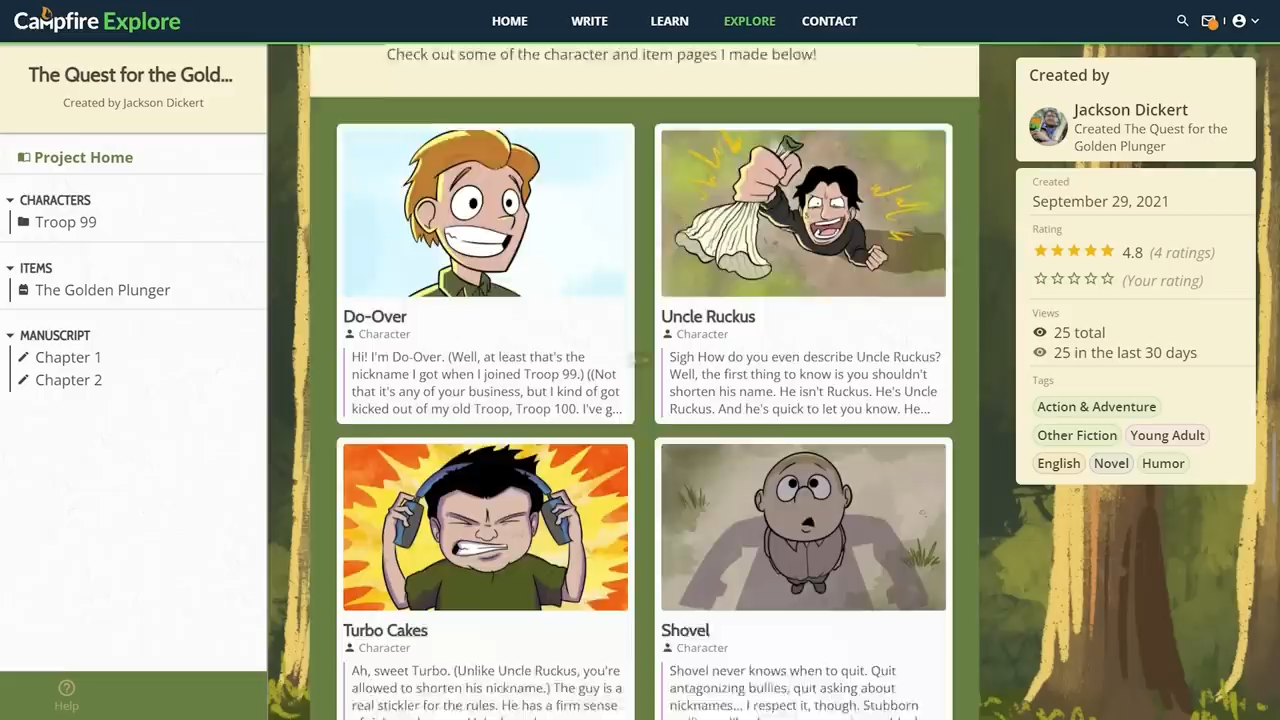 Campfire Explore
HOME WRITE LEARN EXPLORE CONTACT
The Quest for the Gold...
Created by Jackson Dickert
Project Home
CHARACTERS
Troop 99
ITEMS
The Golden Plunger
MANUSCRIPT
Chapter 1
Chapter 2
Help
Check out some of the character and item pages I made below!
Do-Over
Character
Hi! I'm Do-Over. (Well, at least that's the
nickname I got when I joined Troop 99.) ((Not
that it's any of your business, but I kind of got
kicked out of my old Troop, Troop 100. I've g...
Uncle Ruckus
Character
Sigh How do you even describe Uncle Ruckus?
Well, the first thing to know is you shouldn't
shorten his name. He isn't Ruckus. He's Uncle
Ruckus. And he's quick to let you know. He...
Turbo Cakes
Character
Ah, sweet Turbo. (Unlike Uncle Ruckus, you're
allowed to shorten his nickname.) The guy is a
real stickler for the rules. He has a firm sense
Shovel
Character
Shovel never knows when to quit. Quit
antagonizing bullies, quit asking about
nicknames... I respect it, though. Stubborn
Created by
Jackson Dickert
Created The Quest for the
Golden Plunger
Created
September 29, 2021
Rating
4.8 (4 ratings)
(Your rating)
Views
25 total
25 in the last 30 days
Tags
Action & Adventure
Other Fiction Young Adult
English Novel Humor